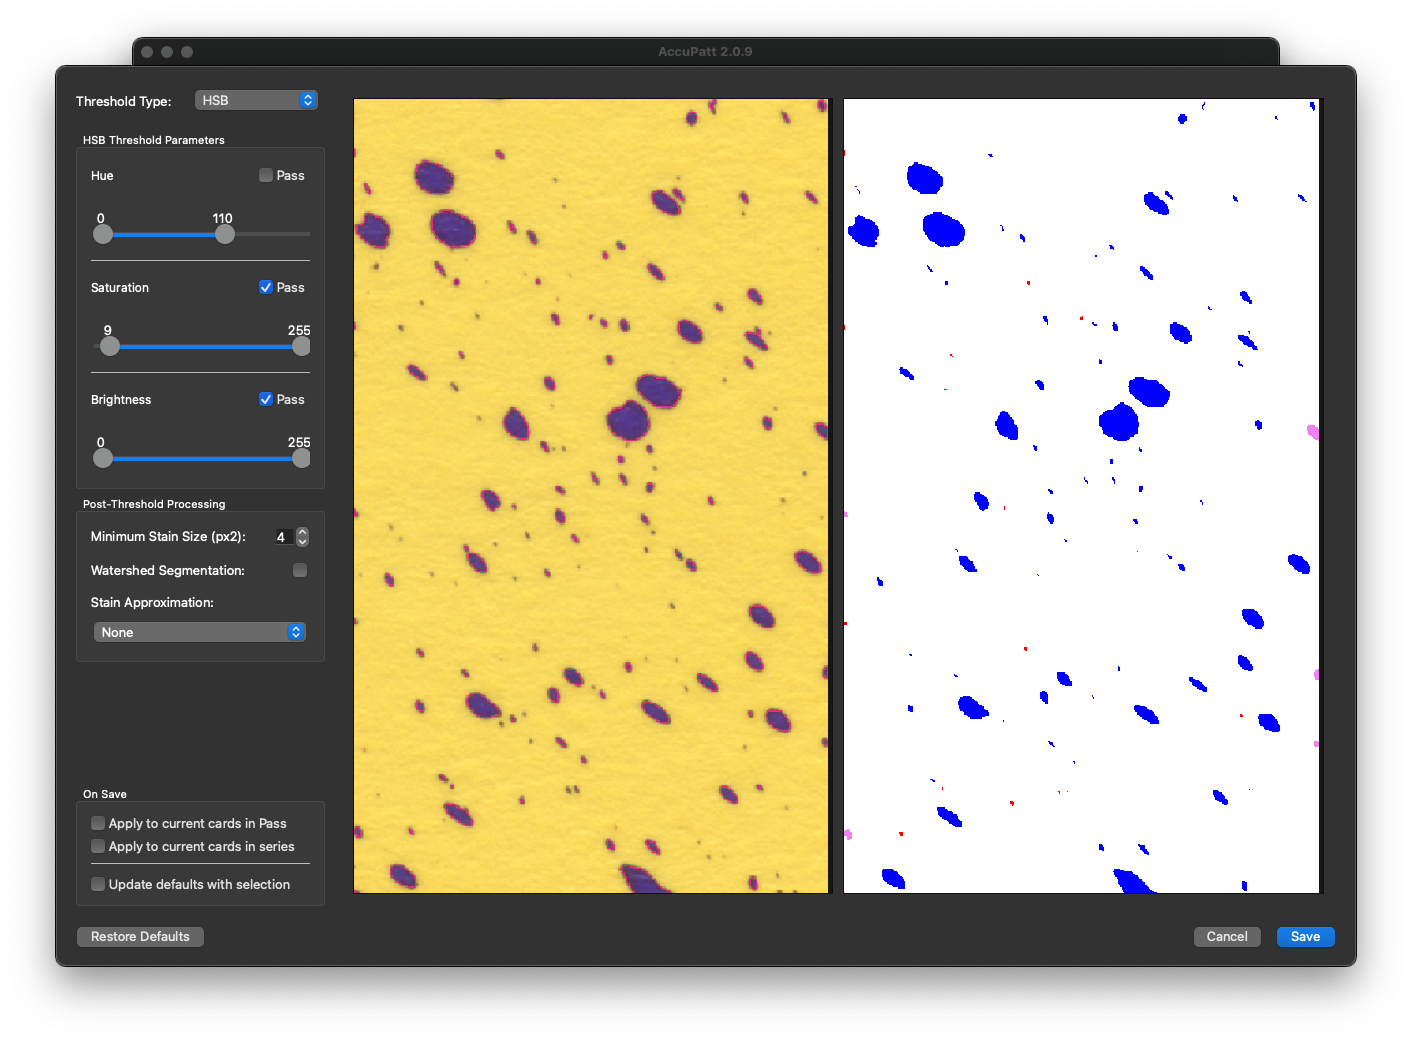 AccuPatt 2.0.9
Threshold Type: HSB
HSB Threshold Parameters
Hue Pass
0 110
Saturation Pass
9 255
Brightness Pass
0 255
Post-Threshold Processing
Minimum Stain Size (px2): 4
Watershed Segmentation:
Stain Approximation:
None
On Save
Apply to current cards in Pass
Apply to current cards in series
Update defaults with selection
Restore Defaults
Cancel Save